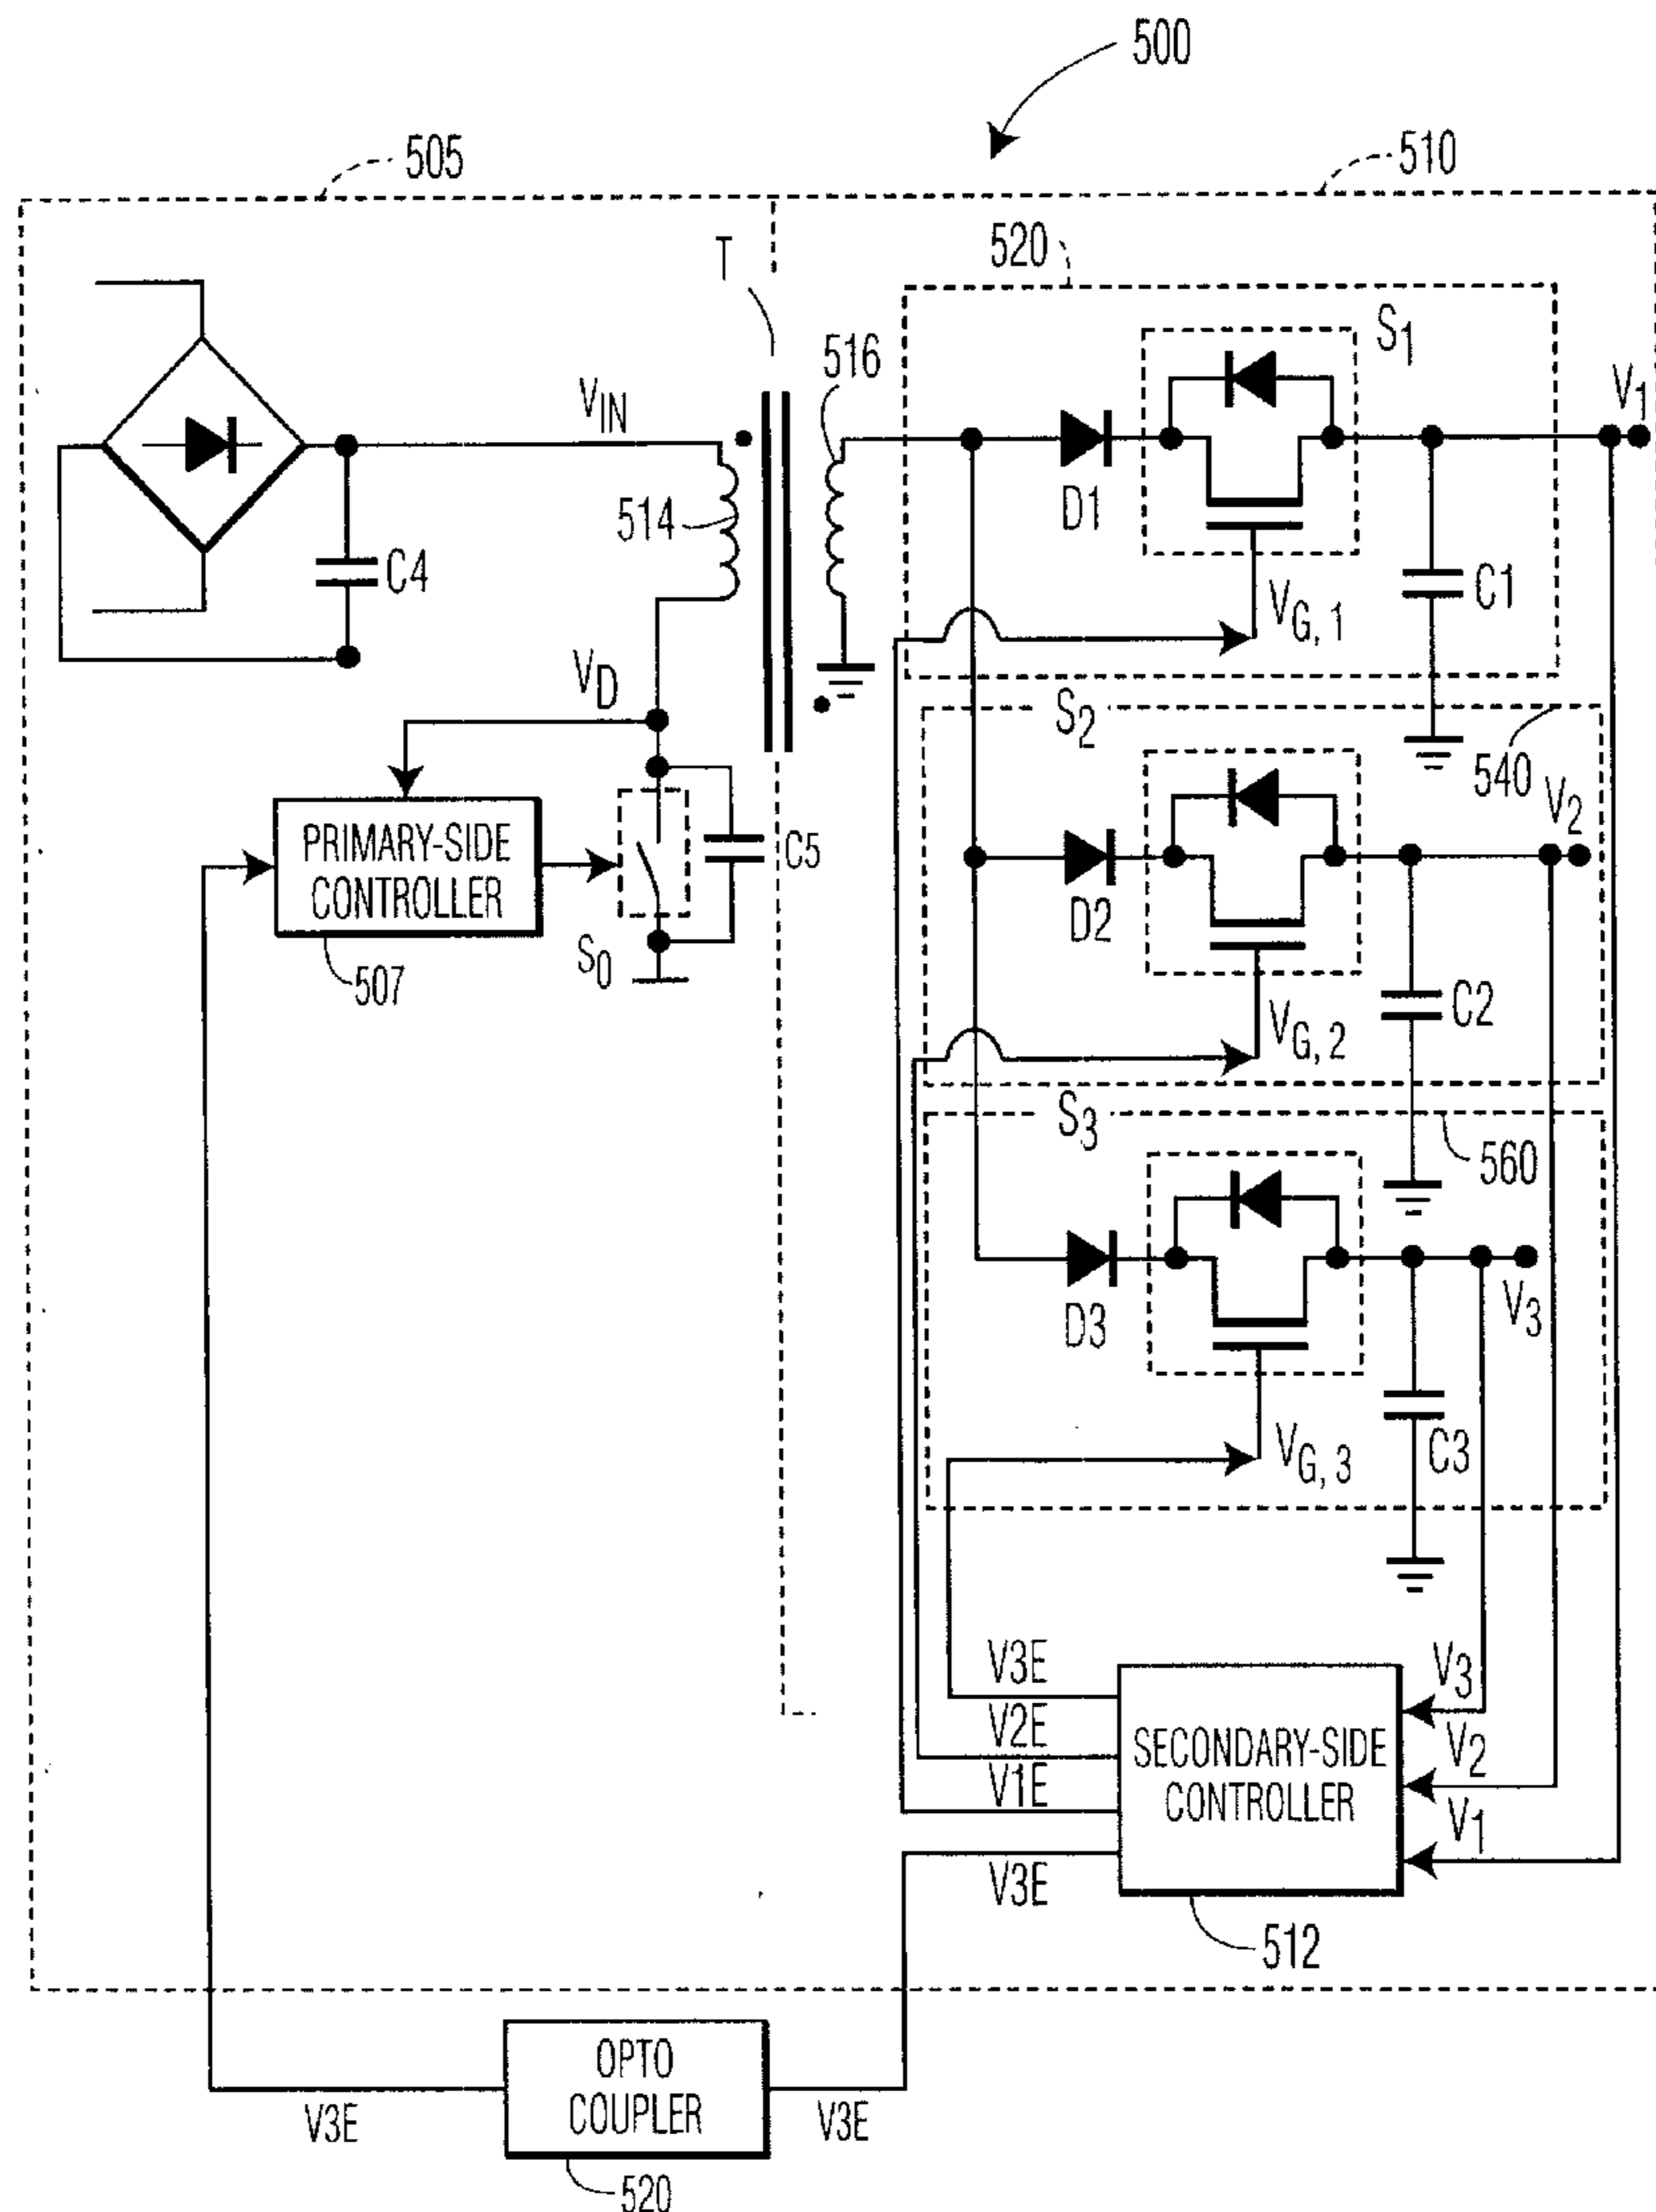 500
505
510
T
520
S1
516
VIN
V1
514
D1
C4
C1
VG, 1
VD
S2
540
V2
PRIMARY-SIDE
CONTROLLER
C5
D2
S0
507
C2
VG, 2
S3
560
D3
V3
VG, 3
C3
V3E
V3
V2E
SECONDARY-SIDE
CONTROLLER
V2
V1E
V1
V3E
512
OPTO
COUPLER
V3E
V3E
520